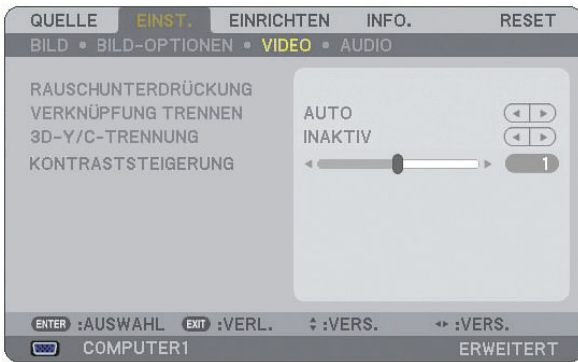 QUELLE EINST. EINRICHTEN INFO. RESET
BILD • BILD-OPTIONEN • VIDEO • AUDIO
RAUSCHUNTERDRÜCKUNG
VERKNÜPFUNG TRENNEN AUTO
3D-Y/C-TRENNUNG INAKTIV
KONTRASTSTEIGERUNG 1
ENTER :AUSWAHL EXIT :VERL. :VERS. :VERS.
COMPUTER1 ERWEITERT